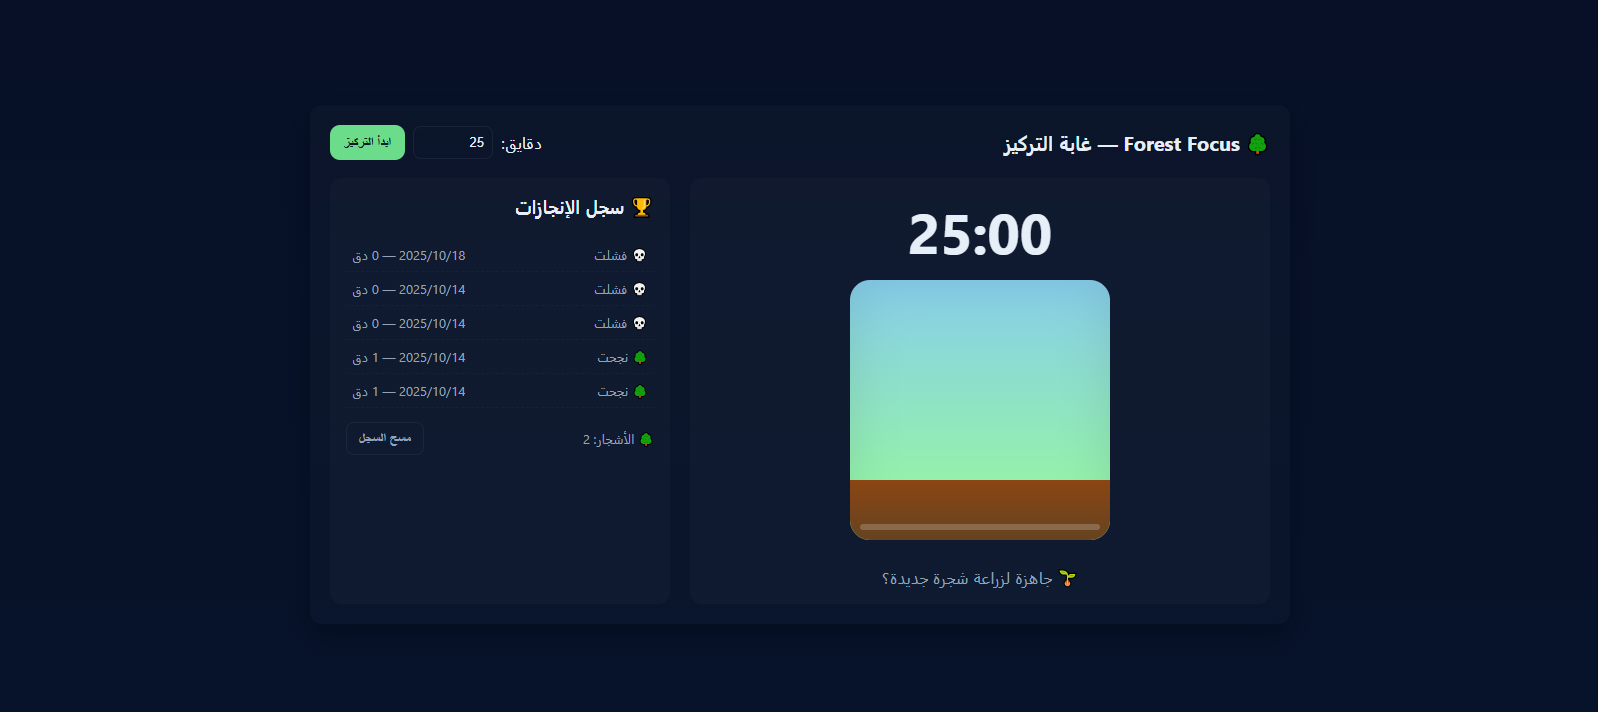 🌳 Forest Focus — غابة التركيز
دقايق: 25 ابدأ التركيز
25:00
🌱 جاهزة لزراعة شجرة جديدة؟
🏆 سجل الإنجازات
💀 فشلت 2025/10/18 — 0 دق
💀 فشلت 2025/10/14 — 0 دق
💀 فشلت 2025/10/14 — 0 دق
🌳 نجحت 2025/10/14 — 1 دق
🌳 نجحت 2025/10/14 — 1 دق
🌳 الأشجار: 2 مسح السجل